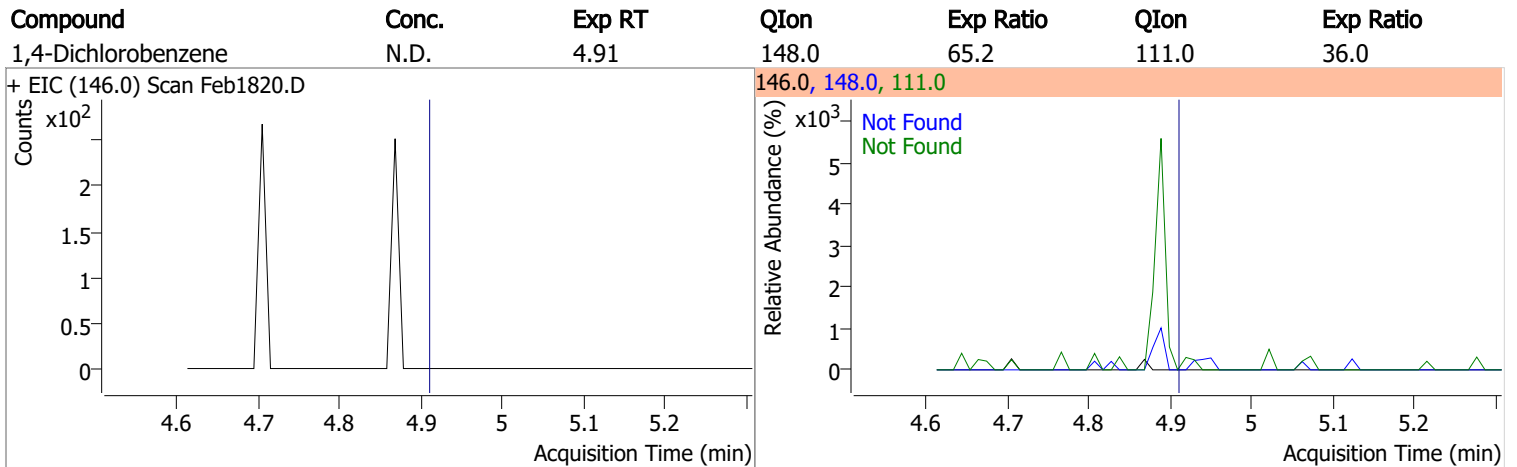 Compound Conc. Exp RT QIon Exp Ratio QIon Exp Ratio
1,4-Dichlorobenzene N.D. 4.91 148.0 65.2 111.0 36.0
+ EIC (146.0) Scan Feb1820.D
Counts
x10²
2
1.5
1
0.5
0
4.6 4.7 4.8 4.9 5 5.1 5.2
Acquisition Time (min)
146.0, 148.0, 111.0
Relative Abundance (%)
x10³
Not Found
Not Found
5
4
3
2
1
0
4.6 4.7 4.8 4.9 5 5.1 5.2
Acquisition Time (min)